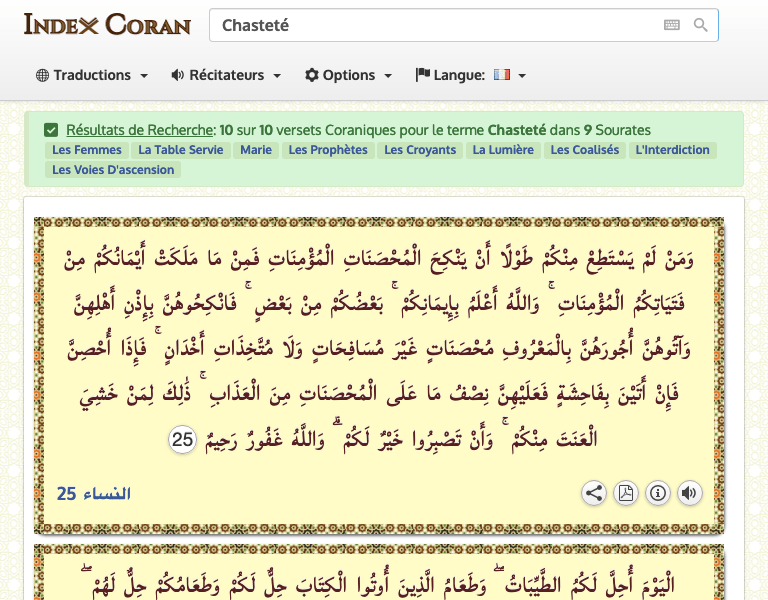 Index Coran
Chasteté
Traductions
Récitateurs
Options
Langue:
Résultats de Recherche: 10 sur 10 versets Coraniques pour le terme Chasteté dans 9 Sourates
Les Femmes La Table Servie Marie Les Prophètes Les Croyants La Lumière Les Coalisés L'Interdiction
Les Voies D'ascension
وَمَنْ لَمْ يَسْتَطِعْ مِنْكُمْ طَوْلًا أَنْ يَنْكِحَ الْمُحْصَنَاتِ الْمُؤْمِنَاتِ فَمِنْ مَا مَلَكَتْ أَيْمَانُكُمْ مِنْ
فَتَيَاتِكُمُ الْمُؤْمِنَاتِ ۚ وَاللَّهُ أَعْلَمُ بِإِيمَانِكُمْ ۚ بَعْضُكُمْ مِنْ بَعْضٍ ۚ فَانْكِحُوهُنَّ بِإِذْنِ أَهْلِهِنَّ
وَآتُوهُنَّ أُجُورَهُنَّ بِالْمَعْرُوفِ مُحْصَنَاتٍ غَيْرَ مُسَافِحَاتٍ وَلَا مُتَّخِذَاتِ أَخْدَانٍ ۚ فَإِذَا أُحْصِنَّ
فَإِنْ أَتَيْنَ بِفَاحِشَةٍ فَعَلَيْهِنَّ نِصْفُ مَا عَلَى الْمُحْصَنَاتِ مِنَ الْعَذَابِ ۚ ذَٰلِكَ لِمَنْ خَشِيَ
الْعَنَتَ مِنْكُمْ ۚ وَأَنْ تَصْبِرُوا خَيْرٌ لَكُمْ ۗ وَاللَّهُ غَفُورٌ رَحِيمٌ 25
النساء 25
الْيَوْمَ أُحِلَّ لَكُمُ الطَّيِّبَاتُ ۖ وَطَعَامُ الَّذِينَ أُوتُوا الْكِتَابَ حِلٌّ لَكُمْ وَطَعَامُكُمْ حِلٌّ لَهُمْ ۖ